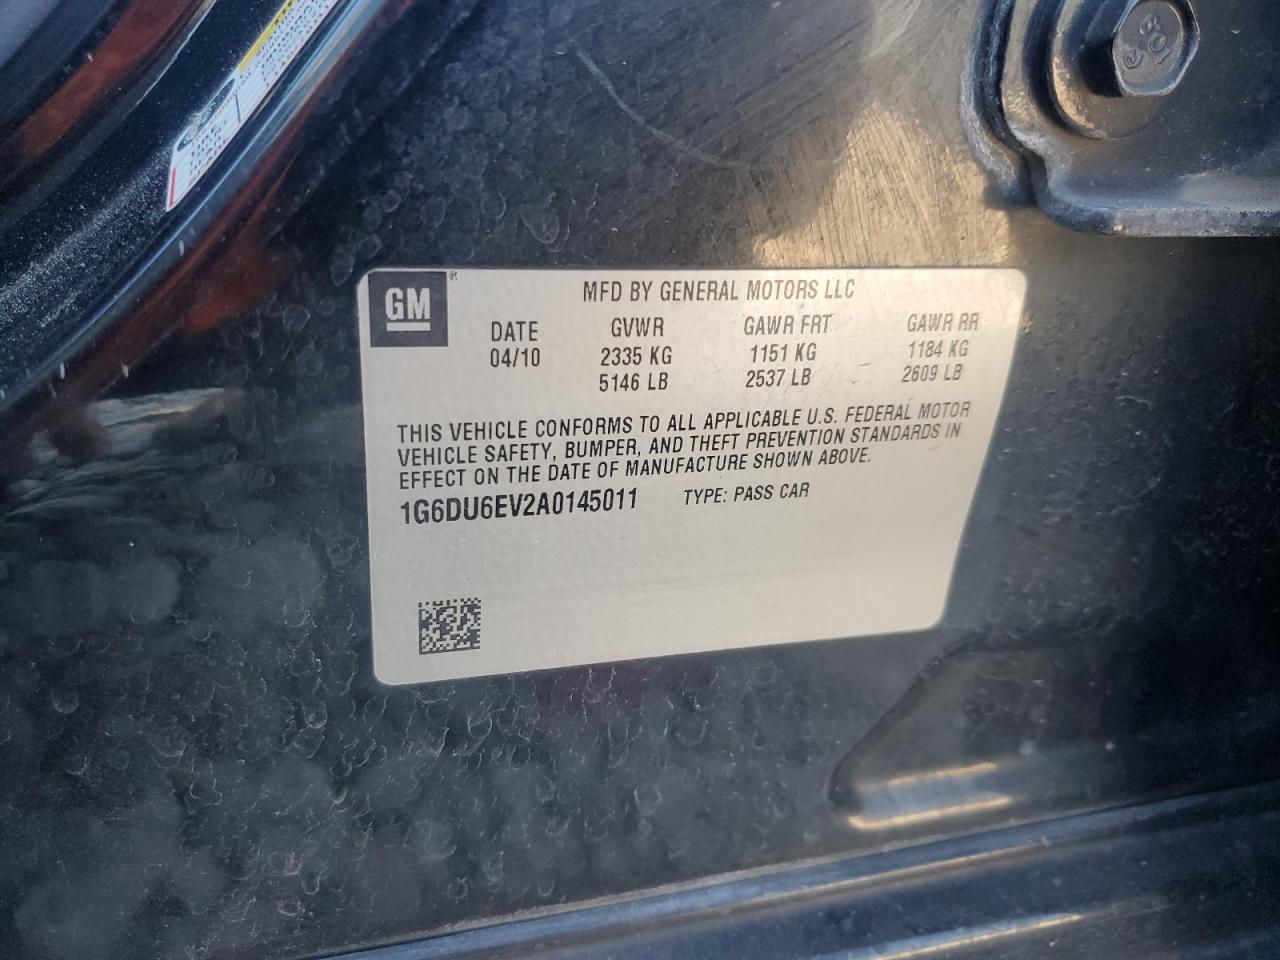 GM
MFD BY GENERAL MOTORS LLC
DATE GVWR GAWR FRT GAWR RR
04/10 2335 KG 1151 KG 1184 KG
5146 LB 2537 LB 2609 LB
THIS VEHICLE CONFORMS TO ALL APPLICABLE U.S. FEDERAL MOTOR
VEHICLE SAFETY, BUMPER, AND THEFT PREVENTION STANDARDS IN
EFFECT ON THE DATE OF MANUFACTURE SHOWN ABOVE.
1G6DU6EV2A0145011 TYPE: PASS CAR